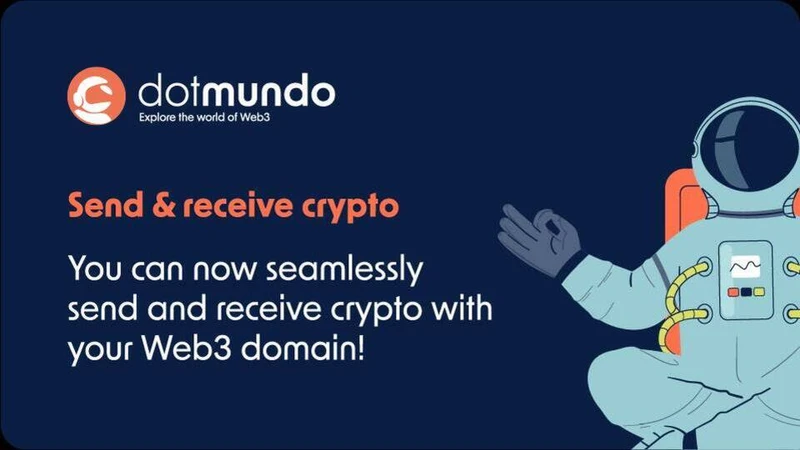 dotmundo
Explore the world of Web3
Send & receive crypto
You can now seamlessly
send and receive crypto with
your Web3 domain!